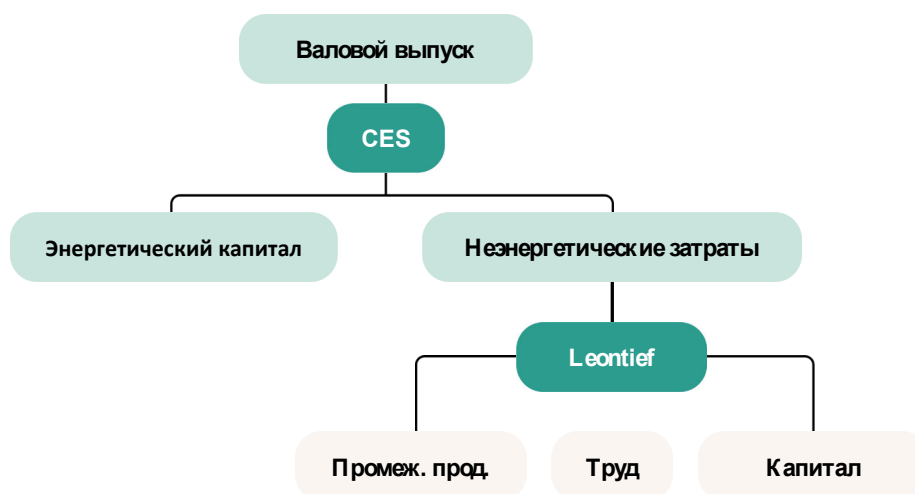 Валовой выпуск
CES
Энергетический капитал
Неэнергетические затраты
Leontief
Промеж. прод.
Труд
Капитал